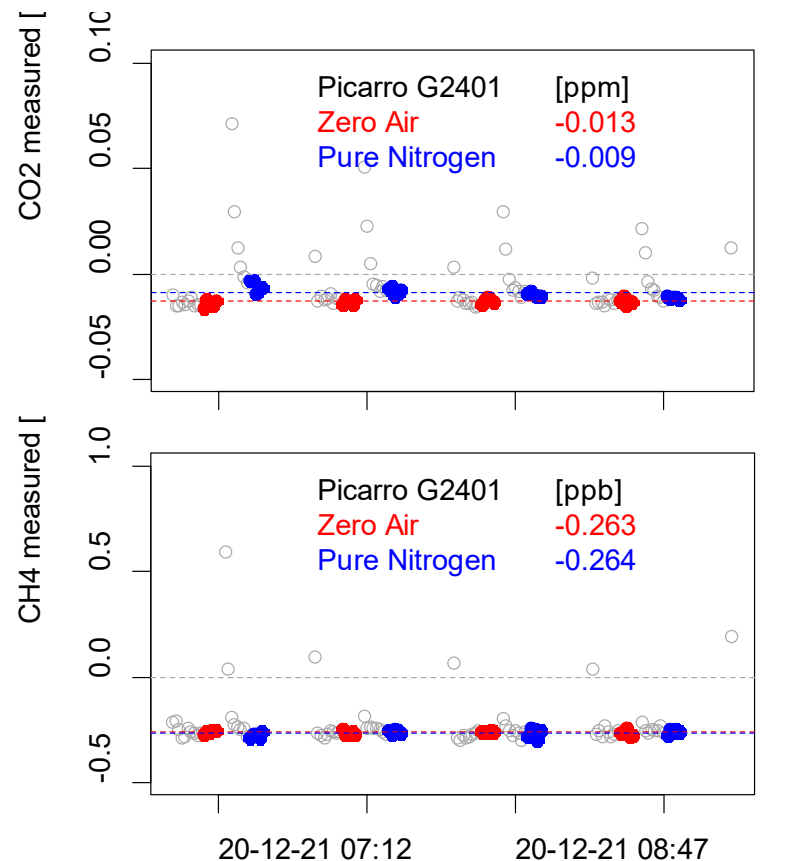 CO2 measured [
0.10
0.05
0.00
-0.05
Picarro G2401 [ppm]
Zero Air -0.013
Pure Nitrogen -0.009
CH4 measured [
1.0
0.5
0.0
-0.5
Picarro G2401 [ppb]
Zero Air -0.263
Pure Nitrogen -0.264
20-12-21 07:12 20-12-21 08:47